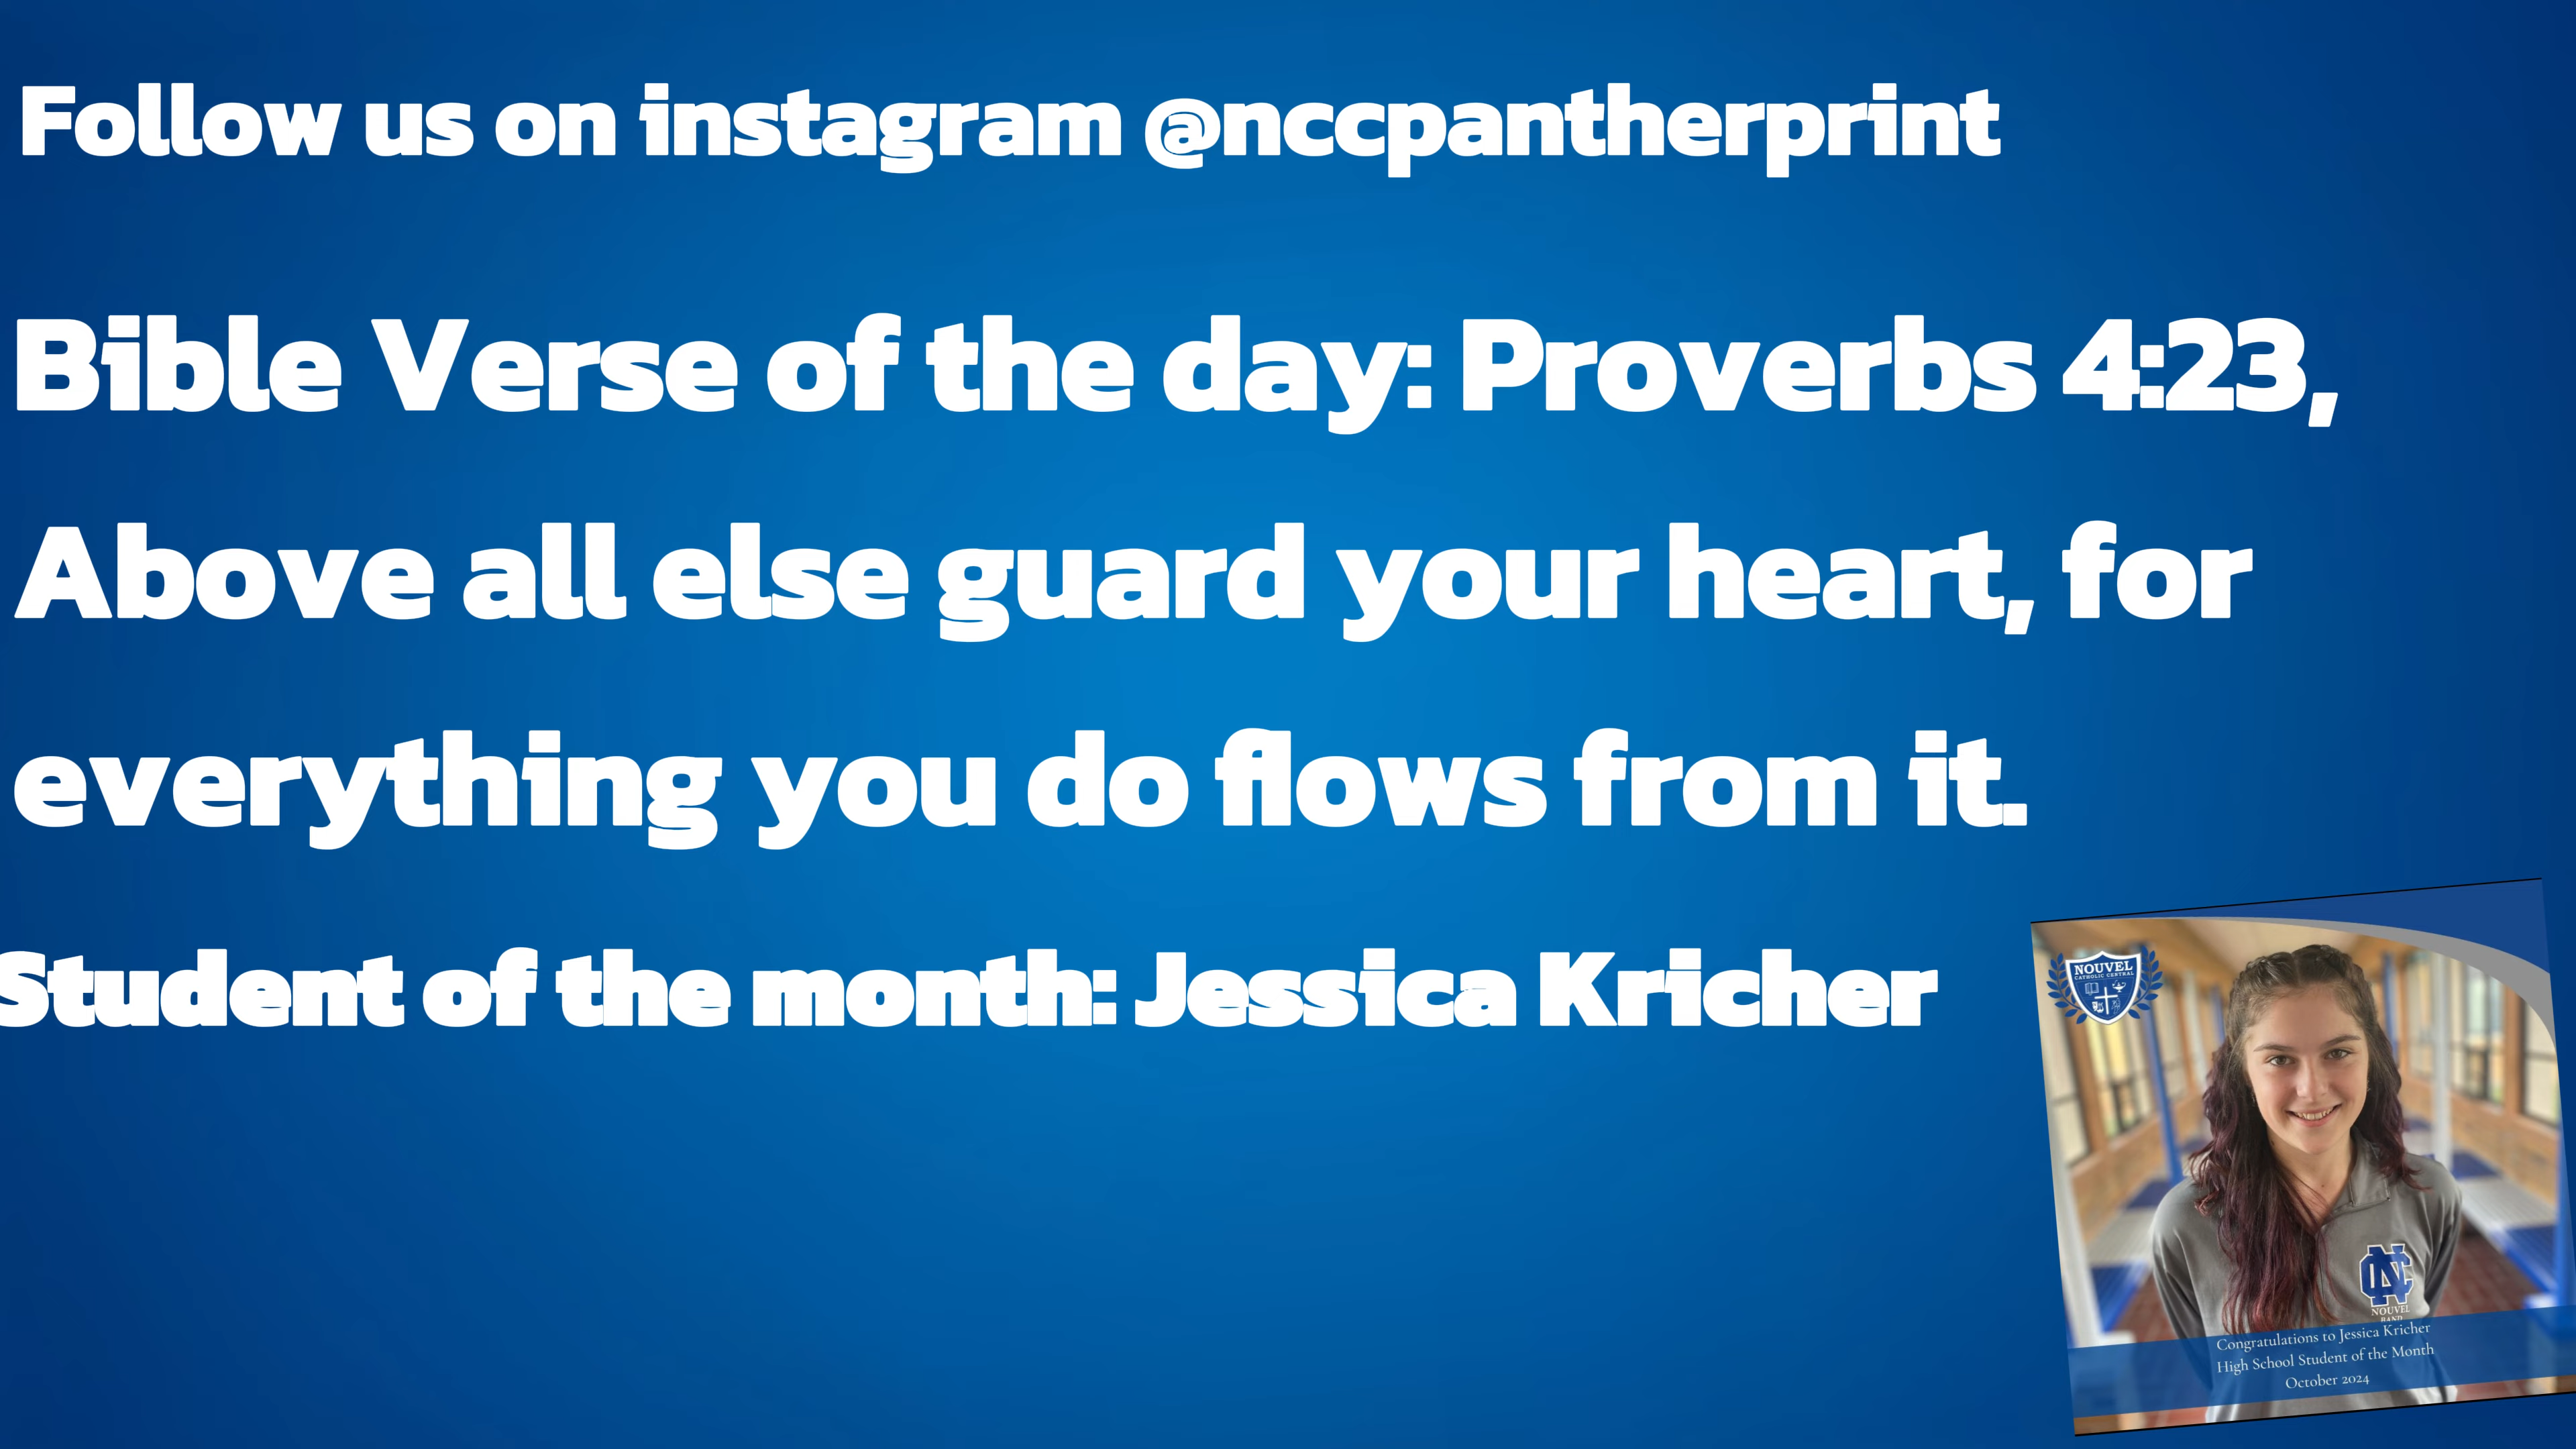 Follow us on instagram @nccpantherprint
Bible Verse of the day: Proverbs 4:23,
Above all else guard your heart, for
everything you do flows from it.
Student of the month: Jessica Kricher
NOUVEL
CATHOLIC CENTRAL
NC
NOUVEL
BAND
Congratulations to Jessica Kricher
High School Student of the Month
October 2024